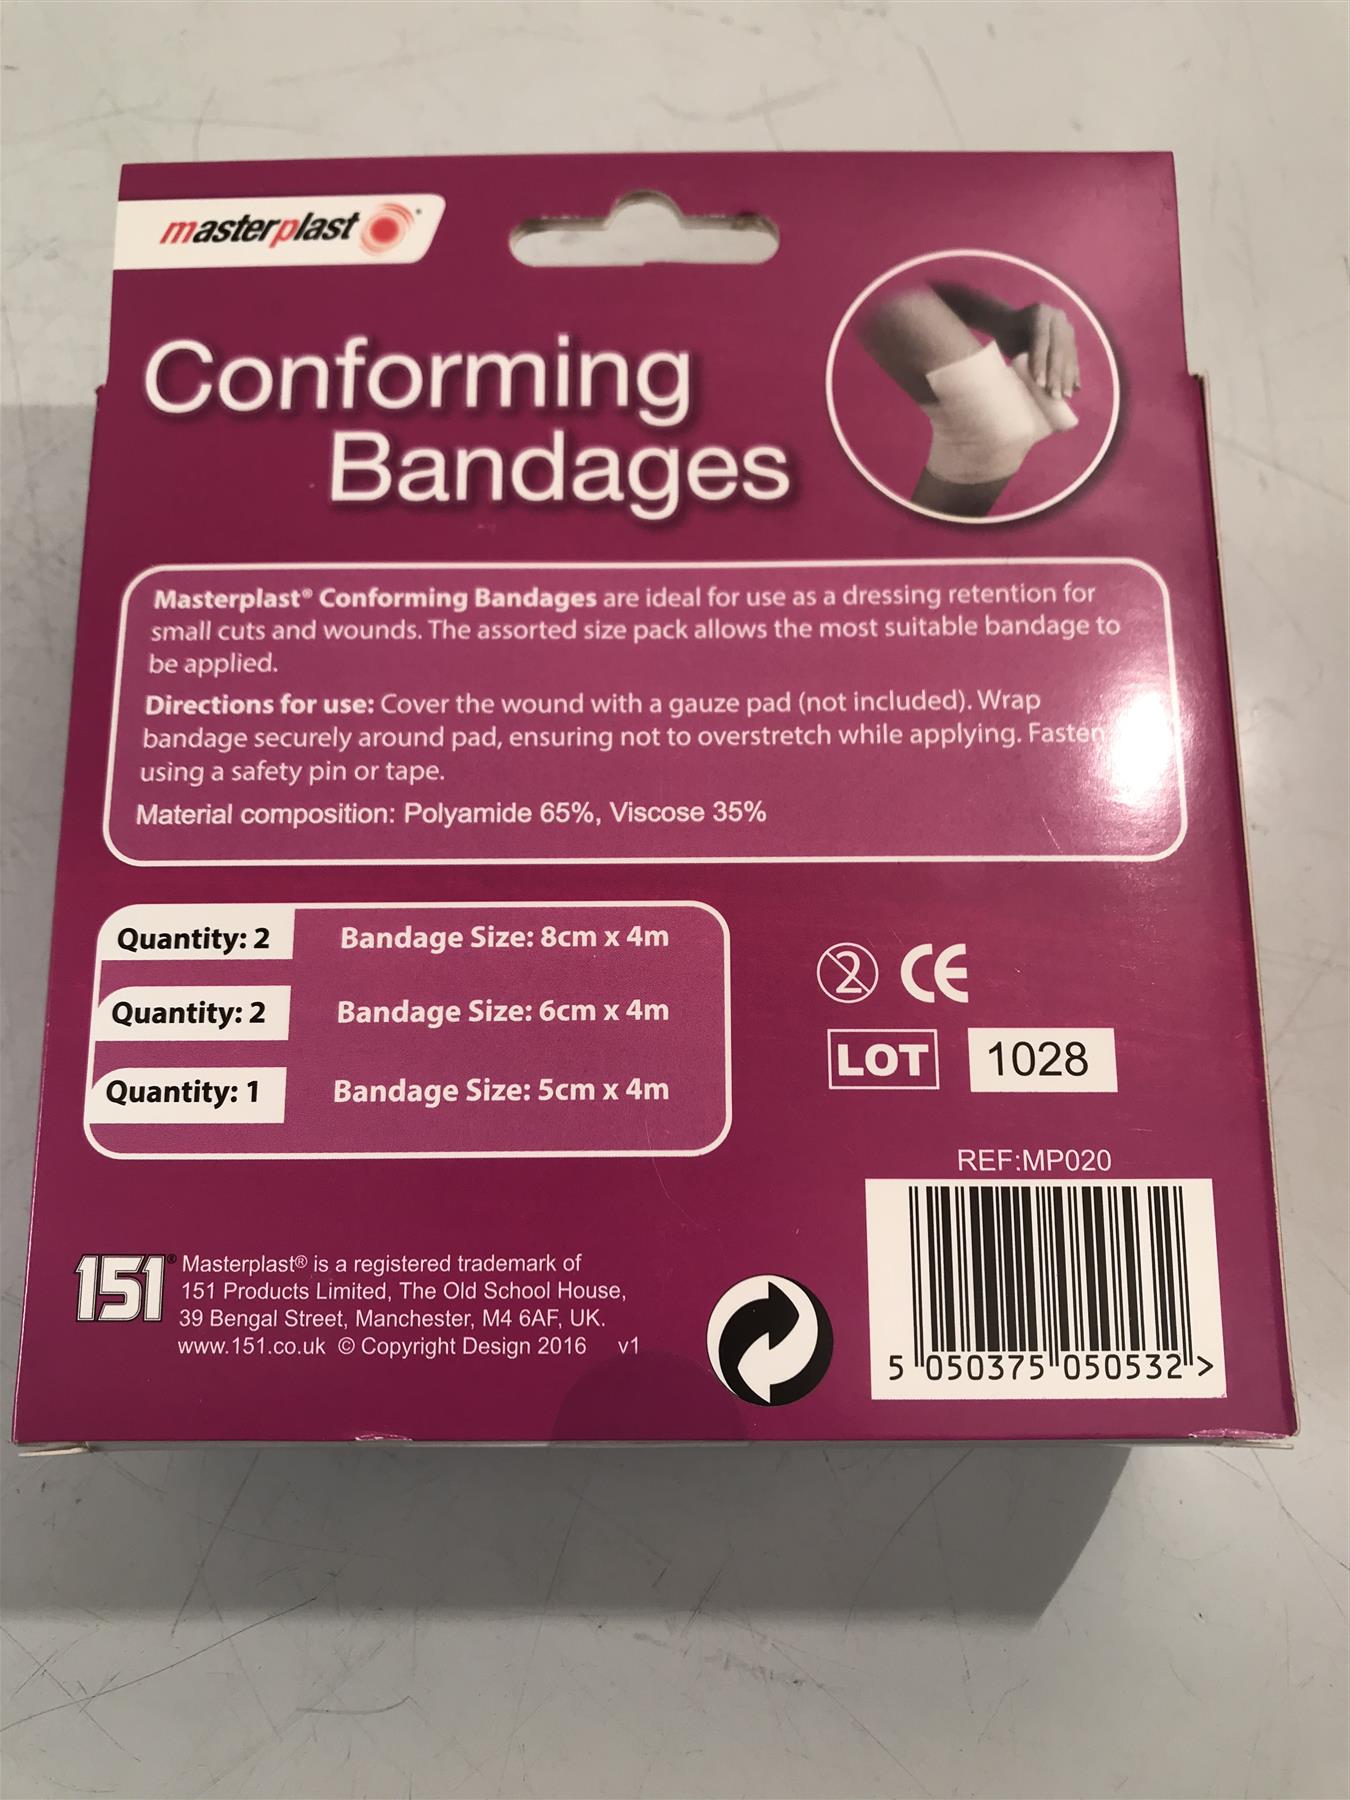 masterplast
Conforming
Bandages
Masterplast® Conforming Bandages are ideal for use as a dressing retention for
small cuts and wounds. The assorted size pack allows the most suitable bandage to
be applied.
Directions for use: Cover the wound with a gauze pad (not included). Wrap
bandage securely around pad, ensuring not to overstretch while applying. Fasten
using a safety pin or tape.
Material composition: Polyamide 65%, Viscose 35%
Quantity: 2 Bandage Size: 8cm x 4m
Quantity: 2 Bandage Size: 6cm x 4m
Quantity: 1 Bandage Size: 5cm x 4m
2 CE
LOT 1028
REF:MP020
5 050375 050532 >
151® Masterplast® is a registered trademark of
151 Products Limited, The Old School House,
39 Bengal Street, Manchester, M4 6AF, UK.
www.151.co.uk © Copyright Design 2016 v1